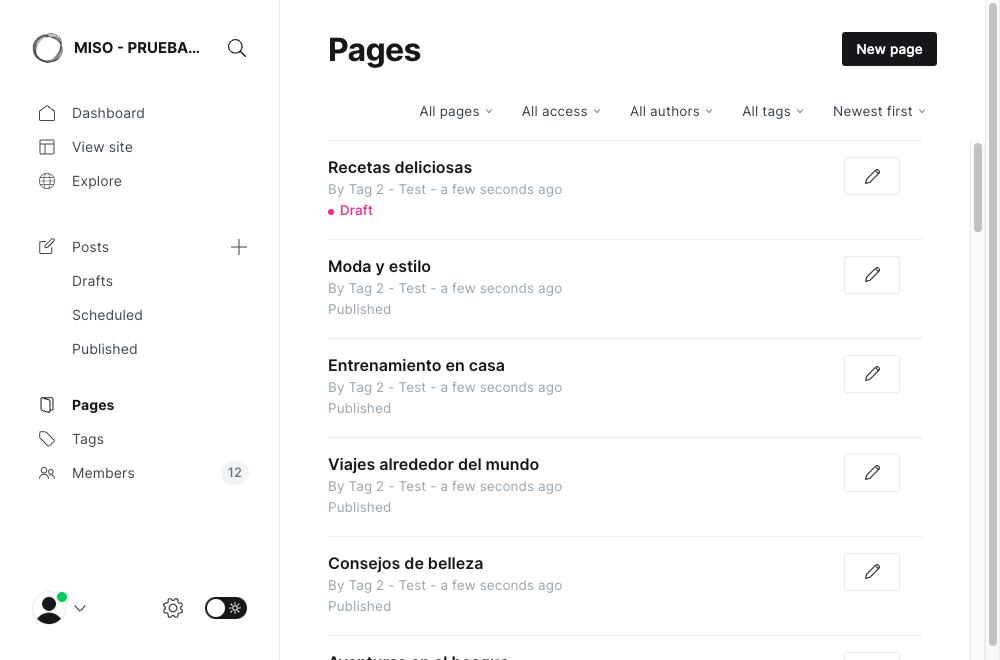 MISO - PRUEBA...
Dashboard
View site
Explore
Posts
Drafts
Scheduled
Published
Pages
Tags
Members
12
Pages
New page
All pages
All access
All authors
All tags
Newest first
Recetas deliciosas
By Tag 2 - Test - a few seconds ago
Draft
Moda y estilo
By Tag 2 - Test - a few seconds ago
Published
Entrenamiento en casa
By Tag 2 - Test - a few seconds ago
Published
Viajes alrededor del mundo
By Tag 2 - Test - a few seconds ago
Published
Consejos de belleza
By Tag 2 - Test - a few seconds ago
Published